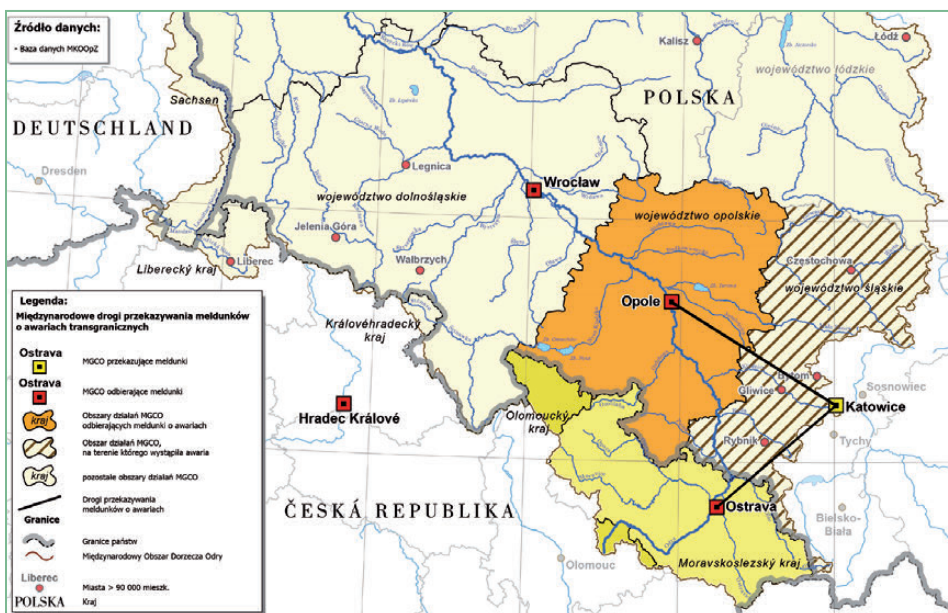 Źródło danych:
- Baza danych MKOOpZ
Sachsen
DEUTSCHLAND
Dresden
Kalisz
Łódź
województwo łódzkie
POLSKA
Legnica
Wrocław
województwo dolnośląskie
województwo opolskie
Jelenia Góra
Wałbrzych
Liberec
Liberecký kraj
Częstochowa
województwo śląskie
Opole
Královéhradecký
kraj
Hradec Králové
Olomoucký
kraj
Bytom
Gliwice
Sosnowiec
Katowice
Tychy
Rybnik
ČESKÁ REPUBLIKA
Ostrava
Bielsko-
Biała
Olomouc
Moravskoslezský kraj
Legenda:
Międzynarodowe drogi przekazywania meldunków
o awariach transgranicznych
Ostrava
MGCO przekazujące meldunki
Ostrava
MGCO odbierające meldunki
kraj
Obszary działań MGCO
odbierających meldunki o awariach
Obszar działań MGCO,
na terenie którego wystąpiła awaria
kraj
pozostałe obszary działań MGCO
Drogi przekazywania
meldunków o awariach
Granice
Granice państw
Międzynarodowy Obszar Dorzecza Odry
Liberec
Miasta > 90 000 mieszk.
POLSKA
Kraj